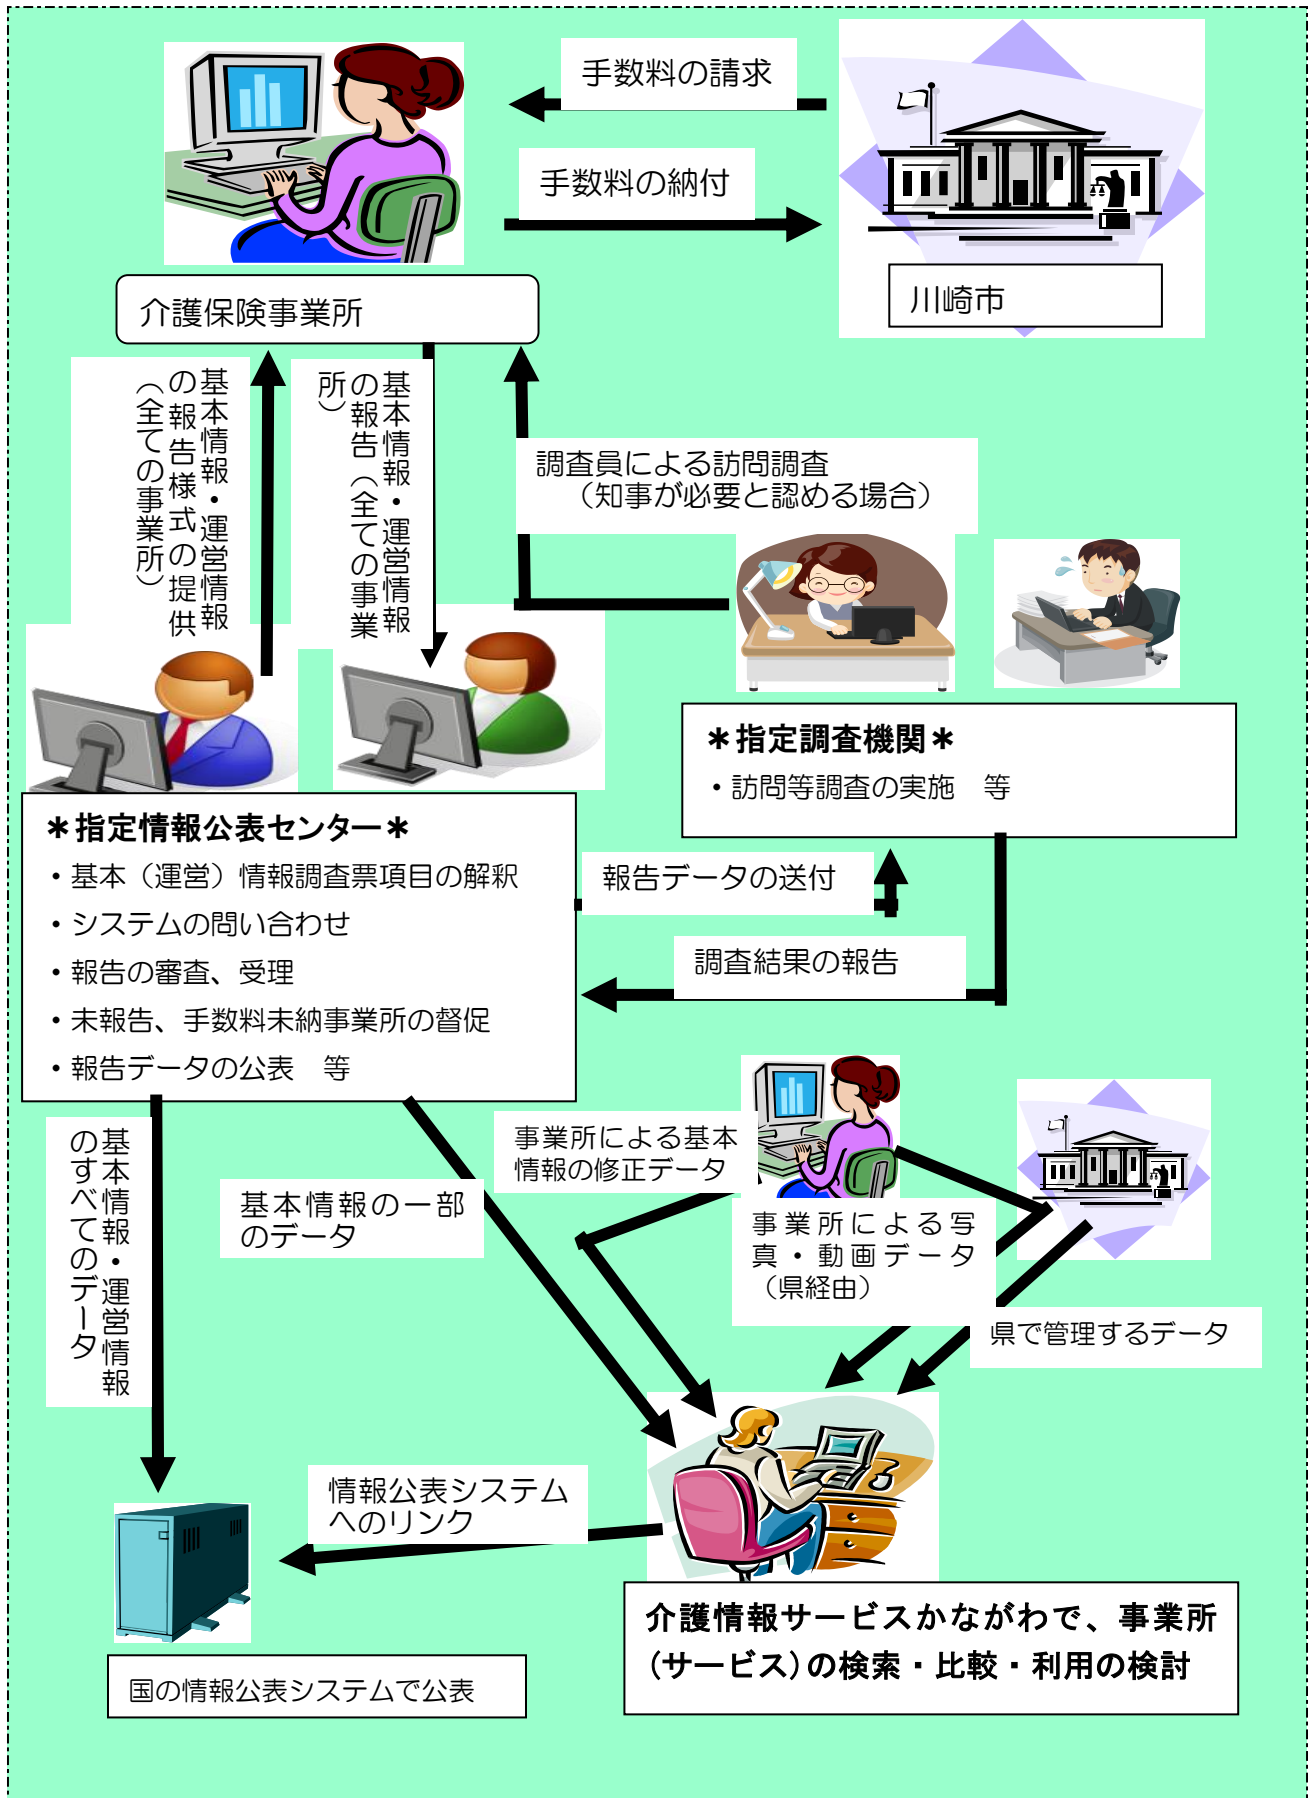 手数料の請求
手数料の納付
川崎市
介護保険事業所
基本情報・運営情報
の報告様式の提供
（全ての事業所）
基本情報・運営情報
の報告（全ての事業
所）
調査員による訪問調査
（知事が必要と認める場合）
＊指定調査機関＊
・訪問等調査の実施　等
＊指定情報公表センター＊
・基本（運営）情報調査票項目の解釈
・システムの問い合わせ
・報告の審査、受理
・未報告、手数料未納事業所の督促
・報告データの公表　等
報告データの送付
調査結果の報告
基本情報・運営情報
のすべてのデータ
基本情報の一部
のデータ
事業所による基本
情報の修正データ
事業所による写
真・動画データ
（県経由）
県で管理するデータ
情報公表システム
へのリンク
国の情報公表システムで公表
介護情報サービスかながわで、事業所
(サービス)の検索・比較・利用の検討